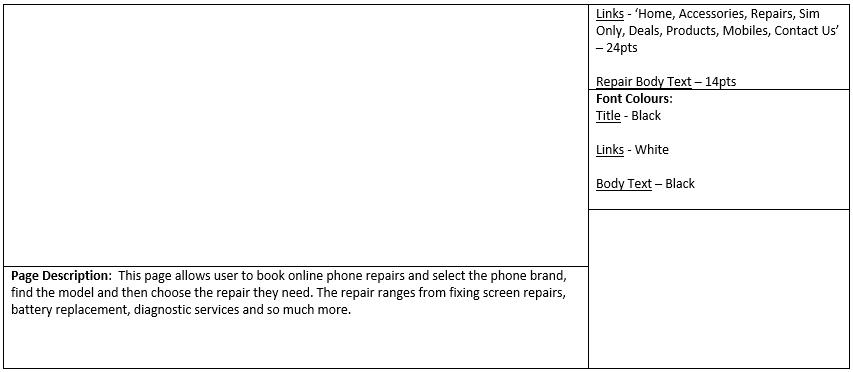 Links - ‘Home, Accessories, Repairs, Sim
Only, Deals, Products, Mobiles, Contact Us’
– 24pts
Repair Body Text – 14pts
Font Colours:
Title - Black
Links - White
Body Text – Black
Page Description:  This page allows user to book online phone repairs and select the phone brand,
find the model and then choose the repair they need. The repair ranges from fixing screen repairs,
battery replacement, diagnostic services and so much more.